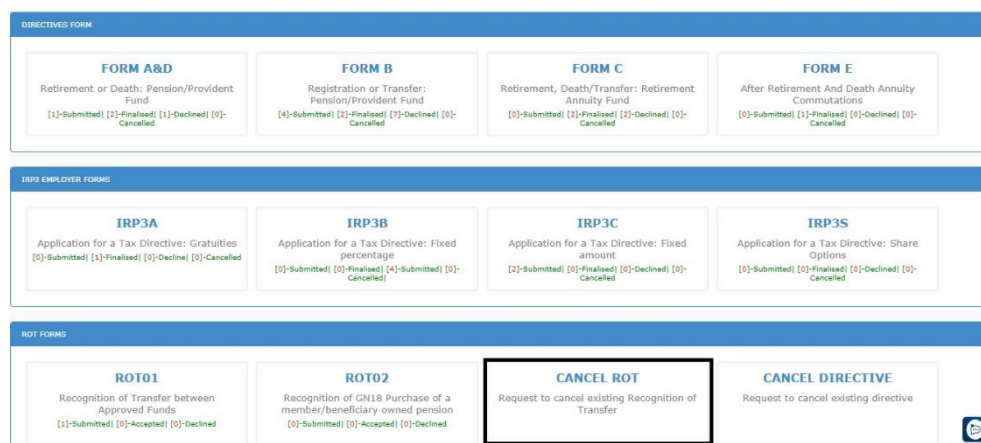 DIRECTIVES FORM
FORM A&D
Retirement or Death: Pension/Provident
Fund
[1]-Submitted| [2]-Finalised| [1]-Declined| [0]-
Cancelled
FORM B
Registration or Transfer:
Pension/Provident Fund
[4]-Submitted| [2]-Finalised| [7]-Declined| [0]-
Cancelled
FORM C
Retirement, Death/Transfer: Retirement
Annuity Fund
[0]-Submitted| [2]-Finalised| [2]-Declined| [0]-
Cancelled
FORM E
After Retirement And Death Annuity
Commutations
[0]-Submitted| [1]-Finalised| [0]-Declined| [0]-
Cancelled
IRP3 EMPLOYER FORMS
IRP3A
Application for a Tax Directive: Gratuities
[0]-Submitted| [1]-Finalised| [0]-Decline| [0]-Cancelled
IRP3B
Application for a Tax Directive: Fixed
percentage
[0]-Submitted| [0]-Finalised| [4]-Submitted| [0]-
Cancelled|
IRP3C
Application for a Tax Directive: Fixed
amount
[2]-Submitted| [0]-Finalised| [0]-Declined| [0]-
Cancelled
IRP3S
Application for a Tax Directive: Share
Options
[0]-Submitted| [0]-Finalised| [0]-Declined| [0]-
Cancelled
ROT FORMS
ROT01
Recognition of Transfer between
Approved Funds
[1]-Submitted| [0]-Accepted| [0]-Declined
ROT02
Recognition of GN18 Purchase of a
member/beneficiary owned pension
[0]-Submitted| [0]-Accepted| [0]-Declined
CANCEL ROT
Request to cancel existing Recognition of
Transfer
CANCEL DIRECTIVE
Request to cancel existing directive